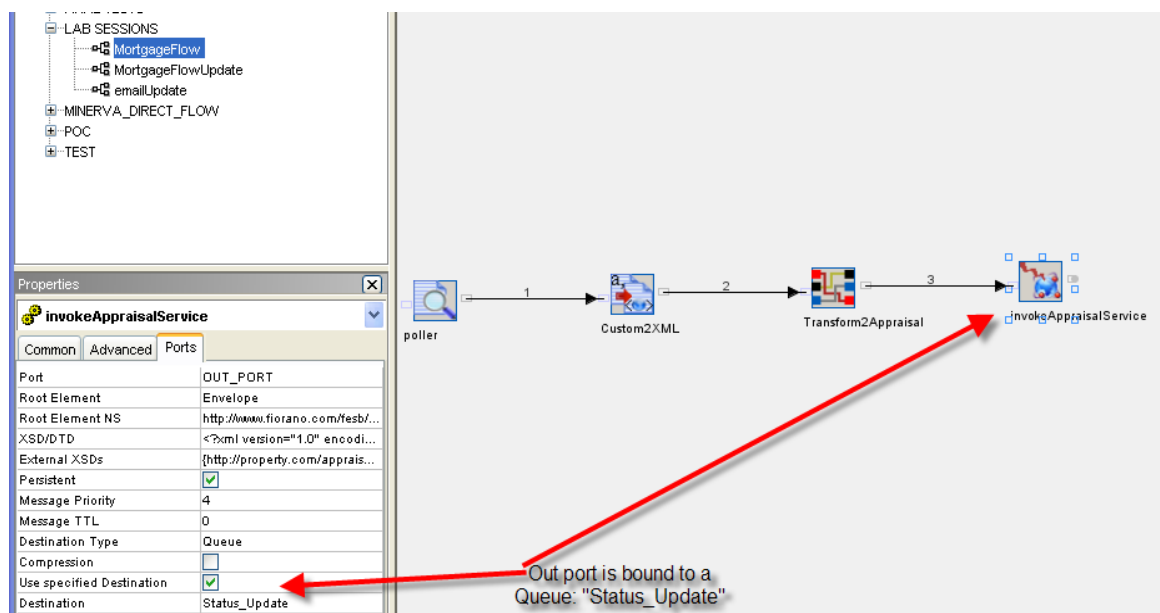 LAB SESSIONS
MortgageFlow
MortgageFlowUpdate
emailUpdate
MINERVA_DIRECT_FLOW
POC
TEST
Properties
invokeAppraisalService
Common Advanced Ports
Port OUT_PORT
Root Element Envelope
Root Element NS http://www.fiorano.com/fesb/...
XSD/DTD <?xml version="1.0" encodi...
External XSDs {http://property.com/apprais...
Persistent
Message Priority 4
Message TTL 0
Destination Type Queue
Compression
Use specified Destination
Destination Status_Update
1
2
3
poller
Custom2XML
Transform2Appraisal
invokeAppraisalService
Out port is bound to a
Queue: "Status_Update"